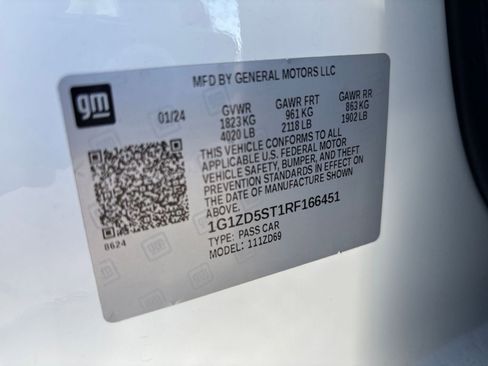 MFD BY GENERAL MOTORS LLC
gm
01/24
GVWR
1823 KG
4020 LB
GAWR FRT
961 KG
2118 LB
GAWR RR
863 KG
1902 LB
THIS VEHICLE CONFORMS TO ALL
APPLICABLE U.S. FEDERAL MOTOR
VEHICLE SAFETY, BUMPER, AND THEFT
PREVENTION STANDARDS IN EFFECT ON
THE DATE OF MANUFACTURE SHOWN
ABOVE.
1G1ZD5ST1RF166451
TYPE: PASS CAR
MODEL: 111ZD69
8624